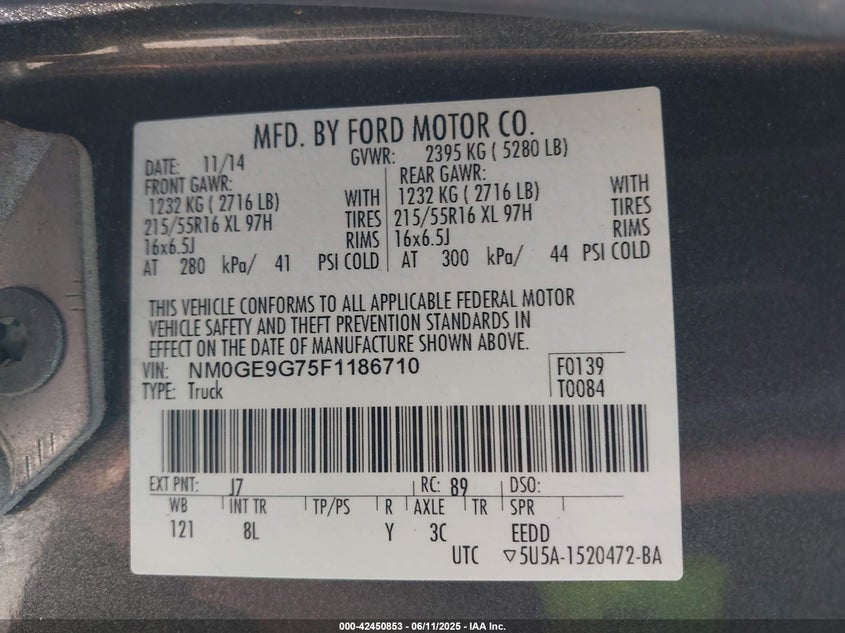 MFD. BY FORD MOTOR CO.
DATE: 11/14 GVWR: 2395 KG ( 5280 LB)
FRONT GAWR: REAR GAWR:
1232 KG ( 2716 LB) WITH 1232 KG ( 2716 LB) WITH
215/55R16 XL 97H TIRES 215/55R16 XL 97H TIRES
16x6.5J RIMS 16x6.5J RIMS
AT 280 kPa/ 41 PSI COLD AT 300 kPa/ 44 PSI COLD
THIS VEHICLE CONFORMS TO ALL APPLICABLE FEDERAL MOTOR
VEHICLE SAFETY AND THEFT PREVENTION STANDARDS IN
EFFECT ON THE DATE OF MANUFACTURE SHOWN ABOVE.
VIN: NM0GE9G75F1186710 F0139
TYPE: Truck T0084
EXT PNT: J7 RC: 89 DSO:
WB INT TR TP/PS R AXLE TR SPR
121 8L Y 3C EEDD
UTC ▽5U5A-1520472-BA
000-42450853 - 06/11/2025 - IAA Inc.